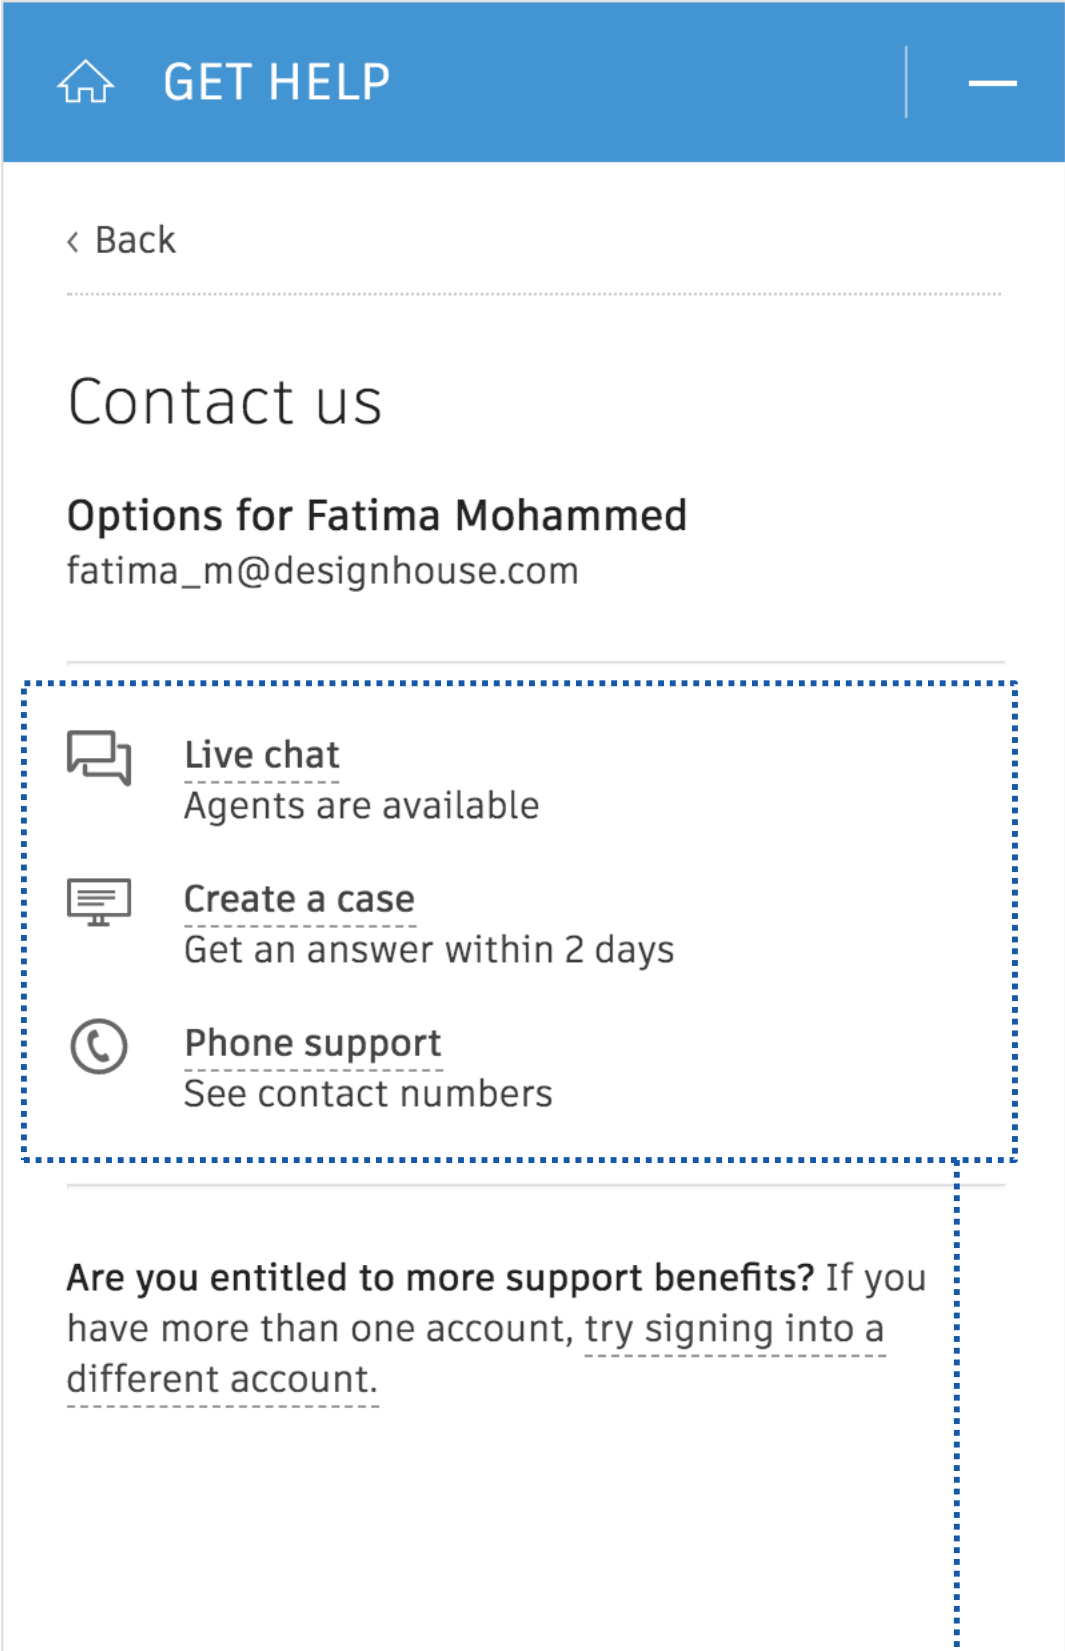 GET HELP
‹ Back
Contact us
Options for Fatima Mohammed
fatima_m@designhouse.com
Live chat
Agents are available
Create a case
Get an answer within 2 days
Phone support
See contact numbers
Are you entitled to more support benefits? If you
have more than one account, try signing into a
different account.